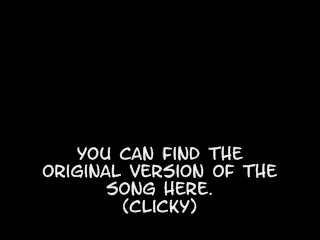 YOU CAN FIND THE
ORIGINAL VERSION OF THE
SONG HERE.
(CLICKY)